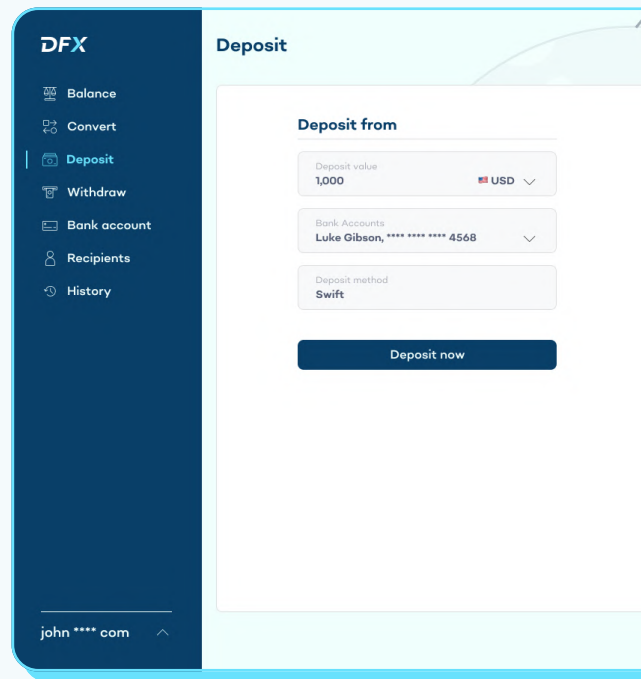 DFX
Deposit
Balance
Convert
Deposit
Withdraw
Bank account
Recipients
History
john **** com
Deposit from
Deposit value
1,000 USD
Bank Accounts
Luke Gibson, **** **** **** 4568
Deposit method
Swift
Deposit now